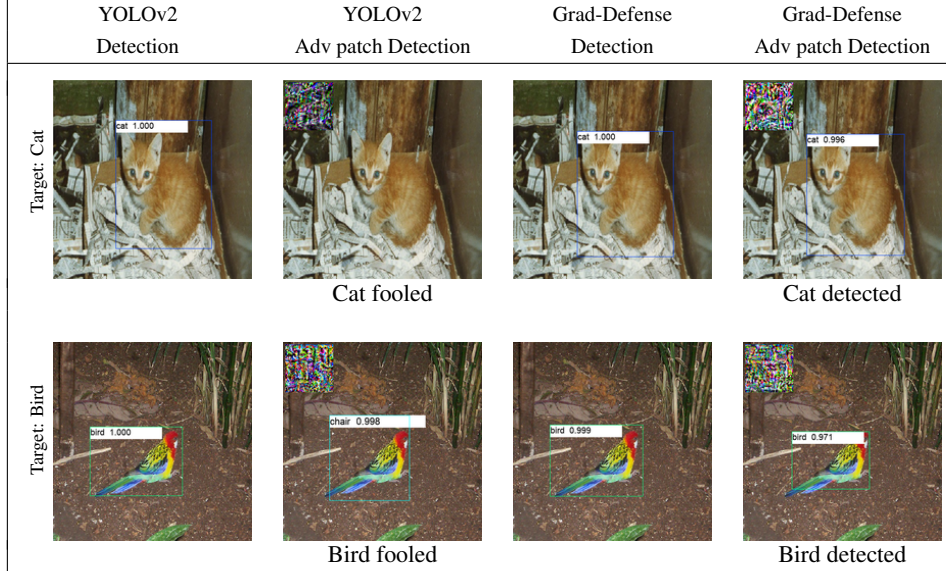 YOLOv2 YOLOv2 Grad-Defense Grad-Defense
Detection Adv patch Detection Detection Adv patch Detection
Target: Cat
cat 1.000
cat 1.000
cat 0.996
Cat fooled Cat detected
Target: Bird
bird 1.000
chair 0.998
bird 0.999
bird 0.971
Bird fooled Bird detected